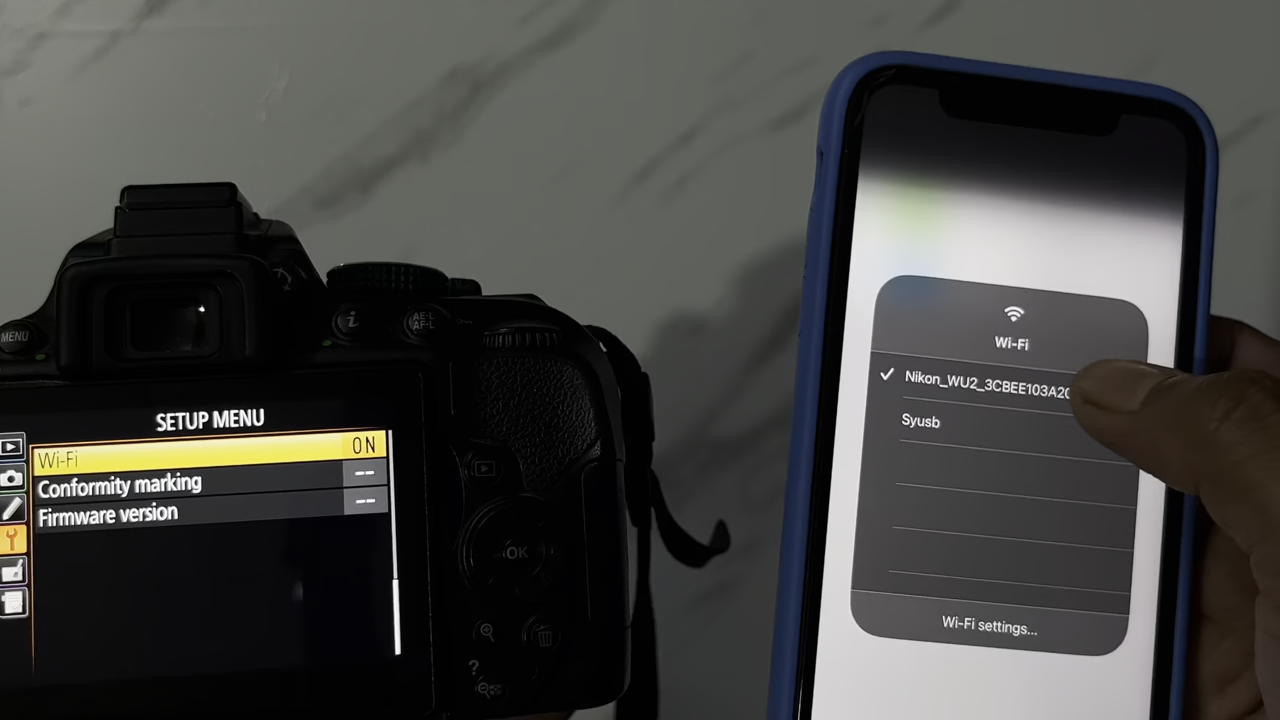 MENU
i
AE-L
AF-L
SETUP MENU
Wi-Fi ON
Conformity marking --
Firmware version --
OK
?
Wi-Fi
Nikon_WU2_3CBEE103A20
Syusb
Wi-Fi settings...